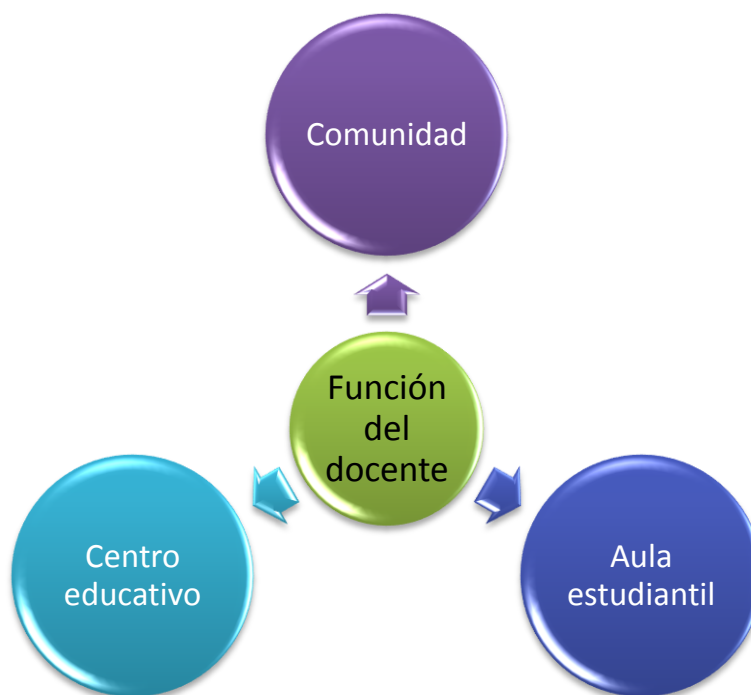 Comunidad
Función
del
docente
Centro
educativo
Aula
estudiantil